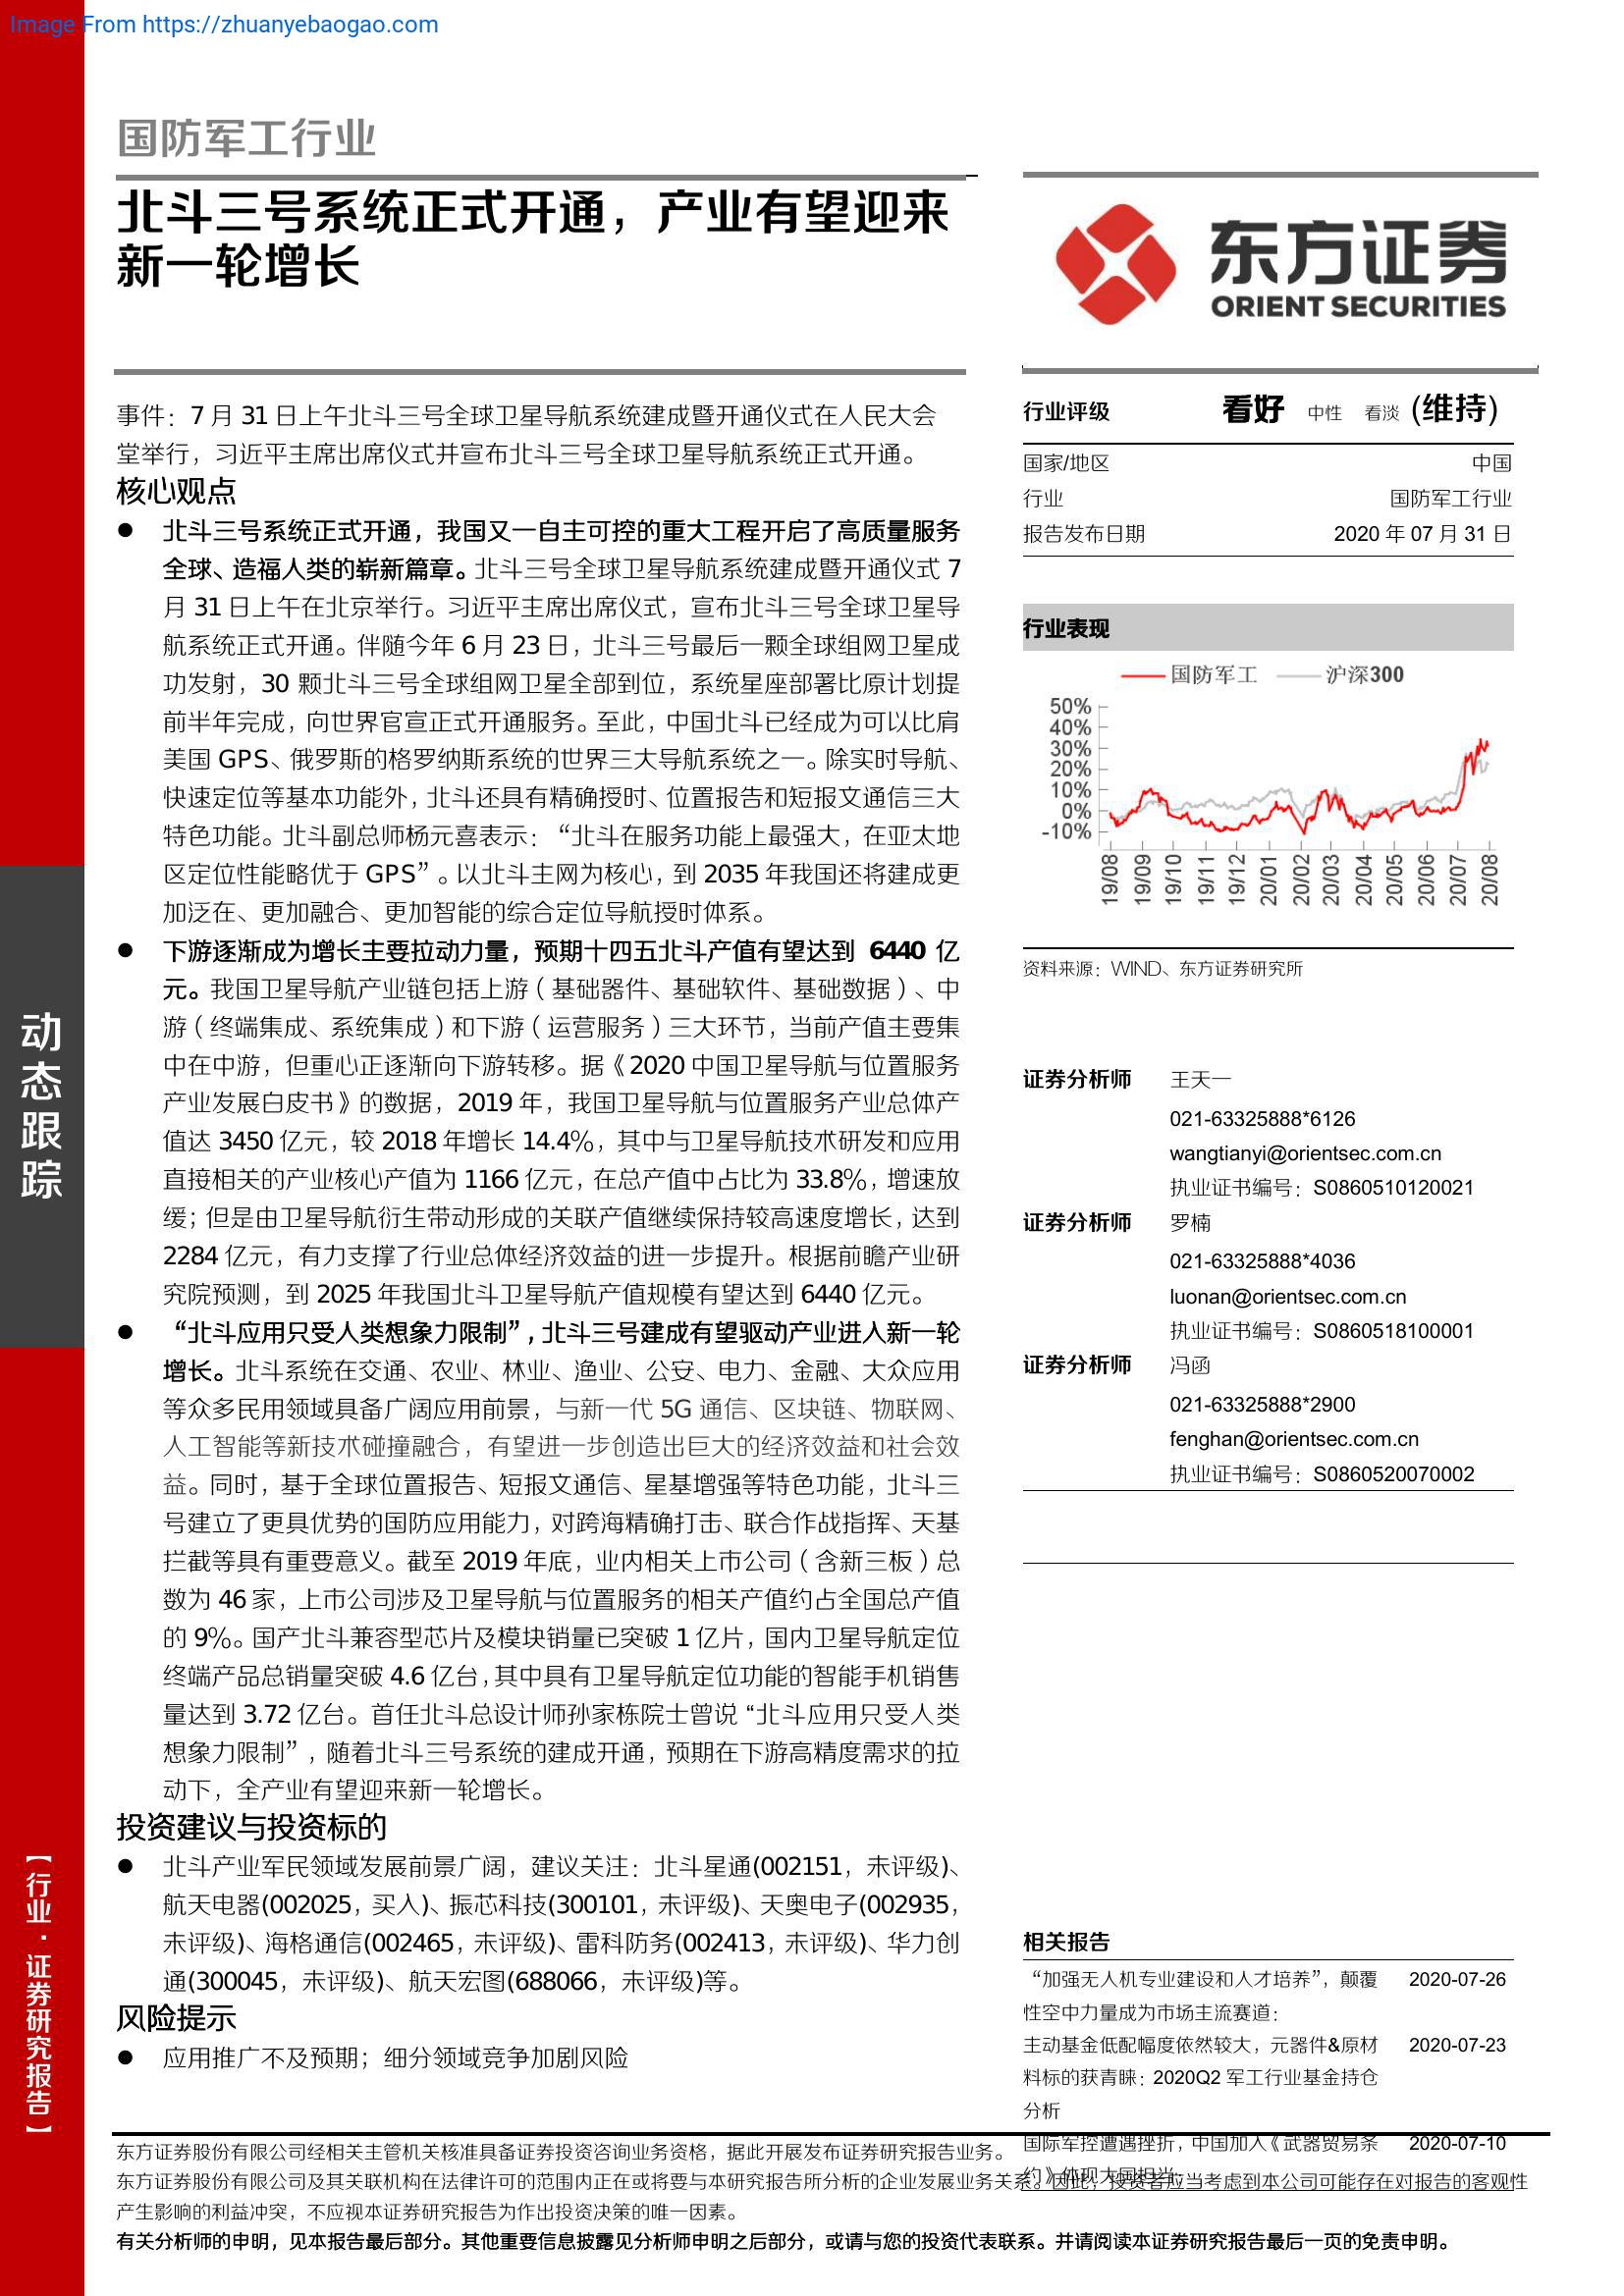 Image From https://zhuanyebaogao.com
国防军工行业
北斗三号系统正式开通，产业有望迎来
新一轮增长
东方证券
ORIENT SECURITIES
事件：7 月 31 日上午北斗三号全球卫星导航系统建成暨开通仪式在人民大会
堂举行，习近平主席出席仪式并宣布北斗三号全球卫星导航系统正式开通。
核心观点
● 北斗三号系统正式开通，我国又一自主可控的重大工程开启了高质量服务
全球、造福人类的崭新篇章。北斗三号全球卫星导航系统建成暨开通仪式 7
月 31 日上午在北京举行。习近平主席出席仪式，宣布北斗三号全球卫星导
航系统正式开通。伴随今年 6 月 23 日，北斗三号最后一颗全球组网卫星成
功发射，30 颗北斗三号全球组网卫星全部到位，系统星座部署比原计划提
前半年完成，向世界官宣正式开通服务。至此，中国北斗已经成为可以比肩
美国 GPS、俄罗斯的格罗纳斯系统的世界三大导航系统之一。除实时导航、
快速定位等基本功能外，北斗还具有精确授时、位置报告和短报文通信三大
特色功能。北斗副总师杨元喜表示：“北斗在服务功能上最强大，在亚太地
区定位性能略优于 GPS”。以北斗主网为核心，到 2035 年我国还将建成更
加泛在、更加融合、更加智能的综合定位导航授时体系。
● 下游逐渐成为增长主要拉动力量，预期十四五北斗产值有望达到 6440 亿
元。我国卫星导航产业链包括上游（基础器件、基础软件、基础数据）、中
游（终端集成、系统集成）和下游（运营服务）三大环节，当前产值主要集
中在中游，但重心正逐渐向下游转移。据《2020 中国卫星导航与位置服务
产业发展白皮书》的数据，2019 年，我国卫星导航与位置服务产业总体产
值达 3450 亿元，较 2018 年增长 14.4%，其中与卫星导航技术研发和应用
直接相关的产业核心产值为 1166 亿元，在总产值中占比为 33.8%，增速放
缓；但是由卫星导航衍生带动形成的关联产值继续保持较高速度增长，达到
2284 亿元，有力支撑了行业总体经济效益的进一步提升。根据前瞻产业研
究院预测，到 2025 年我国北斗卫星导航产值规模有望达到 6440 亿元。
● “北斗应用只受人类想象力限制”，北斗三号建成有望驱动产业进入新一轮
增长。北斗系统在交通、农业、林业、渔业、公安、电力、金融、大众应用
等众多民用领域具备广阔应用前景，与新一代 5G 通信、区块链、物联网、
人工智能等新技术碰撞融合，有望进一步创造出巨大的经济效益和社会效
益。同时，基于全球位置报告、短报文通信、星基增强等特色功能，北斗三
号建立了更具优势的国防应用能力，对跨海精确打击、联合作战指挥、天基
拦截等具有重要意义。截至 2019 年底，业内相关上市公司（含新三板）总
数为 46 家，上市公司涉及卫星导航与位置服务的相关产值约占全国总产值
的 9%。国产北斗兼容型芯片及模块销量已突破 1 亿片，国内卫星导航定位
终端产品总销量突破 4.6 亿台，其中具有卫星导航定位功能的智能手机销售
量达到 3.72 亿台。首任北斗总设计师孙家栋院士曾说“北斗应用只受人类
想象力限制”，随着北斗三号系统的建成开通，预期在下游高精度需求的拉
动下，全产业有望迎来新一轮增长。
投资建议与投资标的
● 北斗产业军民领域发展前景广阔，建议关注：北斗星通(002151，未评级)、
航天电器(002025，买入)、振芯科技(300101，未评级)、天奥电子(002935，
未评级)、海格通信(002465，未评级)、雷科防务(002413，未评级)、华力创
通(300045，未评级)、航天宏图(688066，未评级)等。
风险提示
● 应用推广不及预期；细分领域竞争加剧风险
行业评级 看好 中性 看淡 (维持)
国家/地区 中国
行业 国防军工行业
报告发布日期 2020 年 07 月 31 日
行业表现
国防军工 沪深300
50%
40%
30%
20%
10%
0%
-10%
19/08 19/09 19/10 19/11 19/12 20/01 20/02 20/03 20/04 20/05 20/06 20/07 20/08
资料来源：WIND、东方证券研究所
证券分析师 王天一
021-63325888*6126
wangtianyi@orientsec.com.cn
执业证书编号：S0860510120021
证券分析师 罗楠
021-63325888*4036
luonan@orientsec.com.cn
执业证书编号：S0860518100001
证券分析师 冯函
021-63325888*2900
fenghan@orientsec.com.cn
执业证书编号：S0860520070002
相关报告
“加强无人机专业建设和人才培养”，颠覆 2020-07-26
性空中力量成为市场主流赛道：
主动基金低配幅度依然较大，元器件&原材 2020-07-23
料标的获青睐：2020Q2 军工行业基金持仓
分析
国际军控遭遇挫折，中国加入《武器贸易条 2020-07-10
约》体现大国担当：
动态跟踪
【行业·证券研究报告】
东方证券股份有限公司经相关主管机关核准具备证券投资咨询业务资格，据此开展发布证券研究报告业务。
东方证券股份有限公司及其关联机构在法律许可的范围内正在或将要与本研究报告所分析的企业发展业务关系。因此，投资者应当考虑到本公司可能存在对报告的客观性
产生影响的利益冲突，不应视本证券研究报告为作出投资决策的唯一因素。
有关分析师的申明，见本报告最后部分。其他重要信息披露见分析师申明之后部分，或请与您的投资代表联系。并请阅读本证券研究报告最后一页的免责申明。